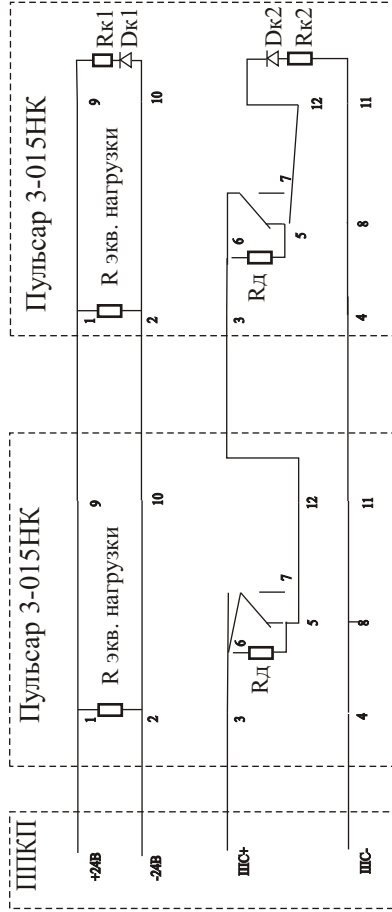 ППКП
+24В
-24В
ШС+
ШС-
Пульсар 3-015НК
1
R экв. нагрузки
2
9
10
3
6
Rд
7
5
12
4
8
11
Пульсар 3-015НК
1
R экв. нагрузки
2
9
10
Rк1
Dк1
3
6
Rд
7
5
12
Dк2
Rк2
4
8
11